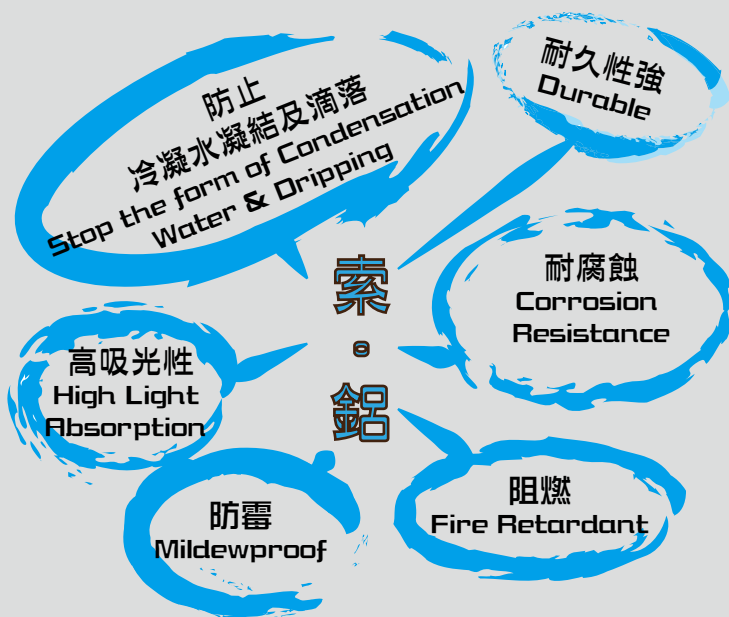 防止
冷凝水凝結及滴落
Stop the form of Condensation
Water & Dripping
耐久性強
Durable
索·鋁
耐腐蝕
Corrosion
Resistance
高吸光性
High Light
Absorption
防霉
Mildewproof
阻燃
Fire Retardant